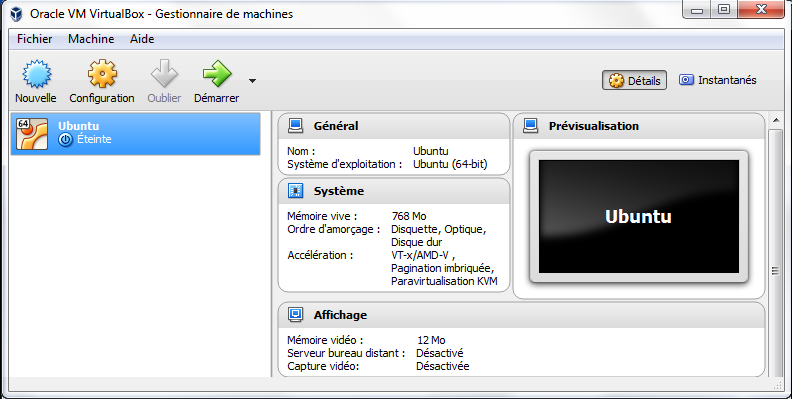 Oracle VM VirtualBox - Gestionnaire de machines
Fichier Machine Aide
Nouvelle Configuration Oublier Démarrer
Détails Instantanés
64 Ubuntu
Éteinte
Général
Nom : Ubuntu
Système d'exploitation : Ubuntu (64-bit)
Système
Mémoire vive : 768 Mo
Ordre d'amorçage : Disquette, Optique,
Disque dur
Accélération : VT-x/AMD-V ,
Pagination imbriquée,
Paravirtualisation KVM
Prévisualisation
Ubuntu
Affichage
Mémoire vidéo : 12 Mo
Serveur bureau distant : Désactivé
Capture vidéo: Désactivée